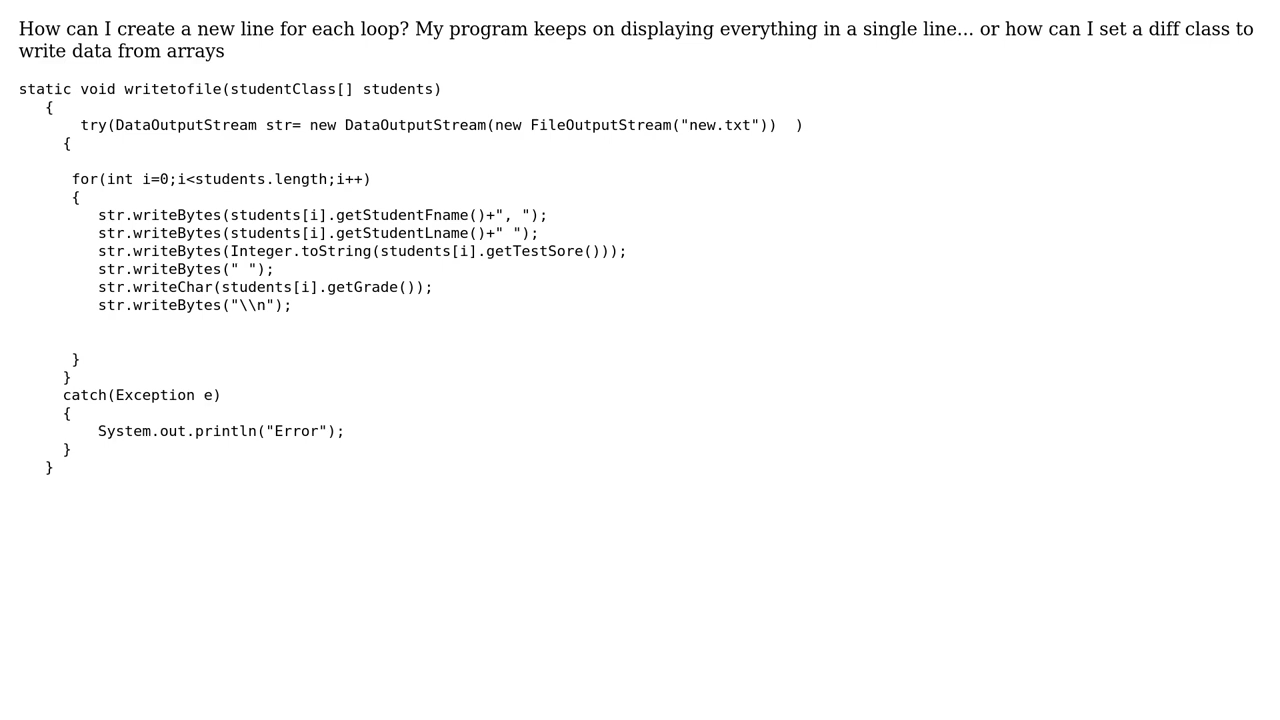 How can I create a new line for each loop? My program keeps on displaying everything in a single line... or how can I set a diff class to
write data from arrays
static void writetofile(studentClass[] students)
{
try(DataOutputStream str= new DataOutputStream(new FileOutputStream("new.txt"))  )
{
for(int i=0;i<students.length;i++)
{
str.writeBytes(students[i].getStudentFname()+", ");
str.writeBytes(students[i].getStudentLname()+" ");
str.writeBytes(Integer.toString(students[i].getTestSore()));
str.writeBytes(" ");
str.writeChar(students[i].getGrade());
str.writeBytes("\\n");
}
}
catch(Exception e)
{
System.out.println("Error");
}
}